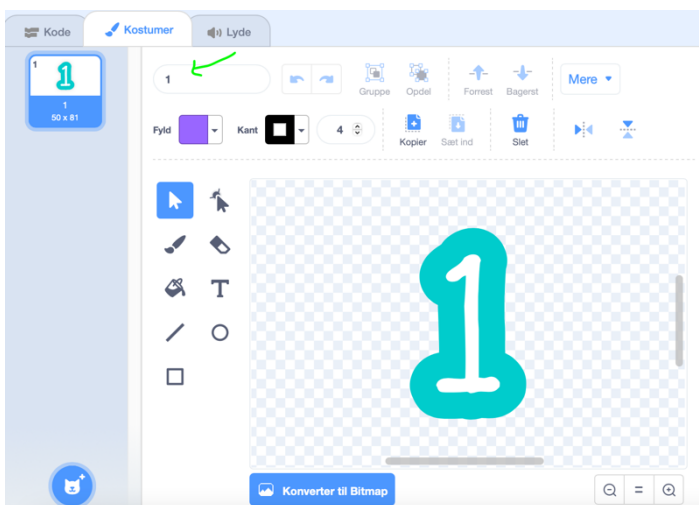 Kode
Kostumer
Lyde
1
1
1
50 x 81
1
Gruppe
Opdel
Forrest
Bagerst
Mere
Fyld
Kant
4
Kopier
Sæt ind
Slet
T
1
Konverter til Bitmap
=